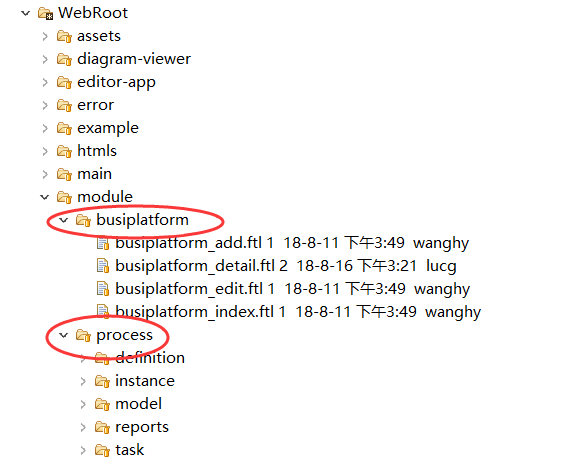 WebRoot
assets
diagram-viewer
editor-app
error
example
htmls
main
module
busiplatform
busiplatform_add.ftl 1 18-8-11 下午3:49 wanghy
busiplatform_detail.ftl 2 18-8-16 下午3:21 lucg
busiplatform_edit.ftl 1 18-8-11 下午3:49 wanghy
busiplatform_index.ftl 1 18-8-11 下午3:49 wanghy
process
definition
instance
model
reports
task